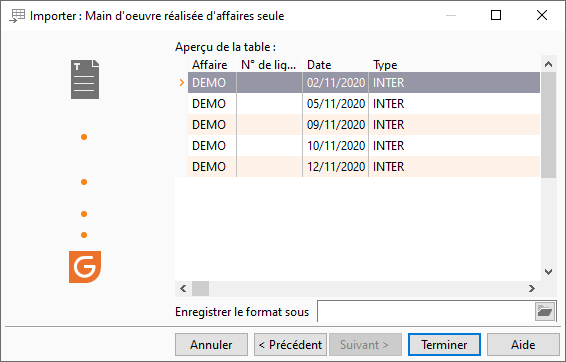 Importer : Main d'oeuvre réalisée d'affaires seule
Aperçu de la table :
Affaire N° de lig... Date Type
DEMO 02/11/2020 INTER
DEMO 05/11/2020 INTER
DEMO 09/11/2020 INTER
DEMO 10/11/2020 INTER
DEMO 12/11/2020 INTER
Enregistrer le format sous
Annuler < Précédent Suivant > Terminer Aide